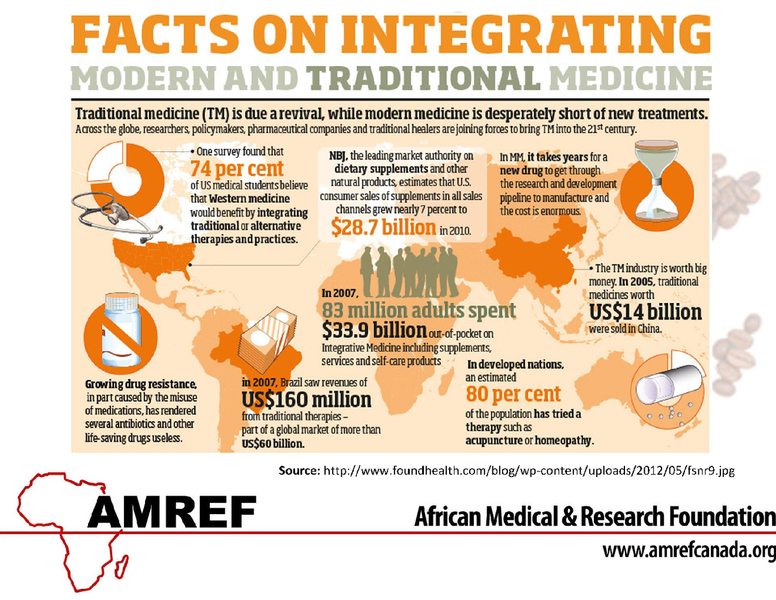 FACTS ON INTEGRATING
MODERN AND TRADITIONAL MEDICINE
Traditional medicine (TM) is due a revival, while modern medicine is desperately short of new treatments.
Across the globe, researchers, policymakers, pharmaceutical companies and traditional healers are joining forces to bring TM into the 21st century.
• One survey found that
74 per cent
of US medical students believe
that Western medicine
would benefit by integrating
traditional or alternative
therapies and practices.
NBJ, the leading market authority on
dietary supplements and other
natural products, estimates that U.S.
consumer sales of supplements in all sales
channels grew nearly 7 percent to
$28.7 billion in 2010.
In MM, it takes years for a
new drug to get through
the research and development
pipeline to manufacture and
the cost is enormous.
• The TM industry is worth big
money. In 2005, traditional
medicines worth
US$14 billion
were sold in China.
In 2007,
83 million adults spent
$33.9 billion out-of-pocket on
Integrative Medicine including supplements,
services and self-care products
Growing drug resistance,
in part caused by the misuse
of medications, has rendered
several antibiotics and other
life-saving drugs useless.
in 2007, Brazil saw revenues of
US$160 million
from traditional therapies –
part of a global market of more than
US$60 billion.
In developed nations,
an estimated
80 per cent
of the population has tried a
therapy such as
acupuncture or homeopathy.
Source: http://www.foundhealth.com/blog/wp-content/uploads/2012/05/fsnr9.jpg
AMREF
African Medical & Research Foundation
www.amrefcanada.org